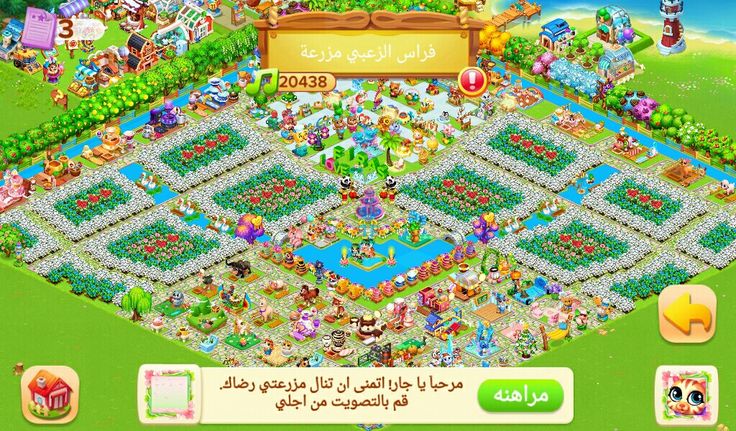 3
فراس الزعبي مزرعة
20438
مرحباً يا جار! اتمنى ان تنال مزرعتي رضاك.
قم بالتصويت من اجلي
مراهنه